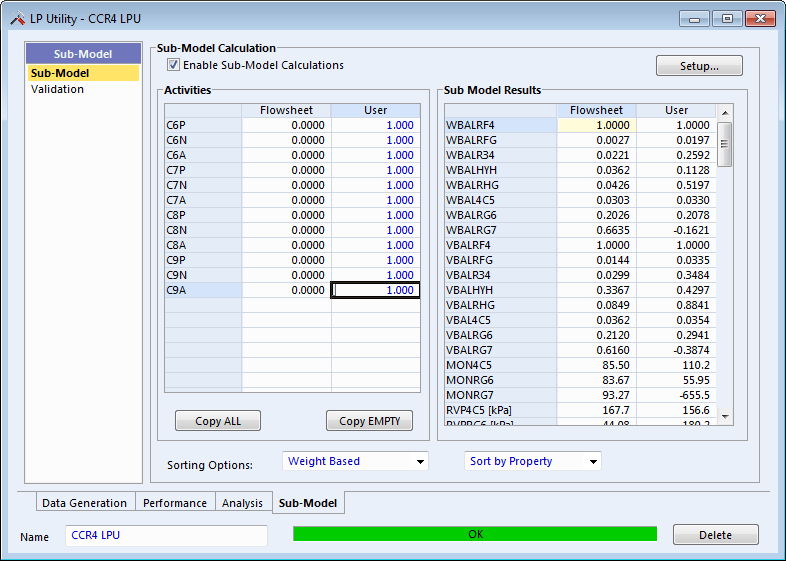 LP Utility - CCR4 LPU
Sub-Model
Sub-Model
Validation
Sub-Model Calculation
Enable Sub-Model Calculations
Setup...
Activities
Flowsheet User
C6P 0.0000 1.000
C6N 0.0000 1.000
C6A 0.0000 1.000
C7P 0.0000 1.000
C7N 0.0000 1.000
C7A 0.0000 1.000
C8P 0.0000 1.000
C8N 0.0000 1.000
C8A 0.0000 1.000
C9P 0.0000 1.000
C9N 0.0000 1.000
C9A 0.0000 1.000
Copy ALL
Copy EMPTY
Sub Model Results
Flowsheet User
WBALRF4 1.0000 1.0000
WBALRFG 0.0027 0.0197
WBALR34 0.0221 0.2592
WBALHYH 0.0362 0.1128
WBALRHG 0.0426 0.5197
WBAL4C5 0.0303 0.0330
WBALRG6 0.2026 0.2078
WBALRG7 0.6635 -0.1621
VBALRF4 1.0000 1.0000
VBALRFG 0.0144 0.0335
VBALR34 0.0299 0.3484
VBALHYH 0.3367 0.4297
VBALRHG 0.0849 0.8841
VBAL4C5 0.0362 0.0354
VBALRG6 0.2120 0.2941
VBALRG7 0.6160 -0.3874
MON4C5 85.50 110.2
MONRG6 83.67 55.95
MONRG7 93.27 -655.5
RVP4C5 [kPa] 167.7 156.6
Sorting Options:
Weight Based
Sort by Property
Data Generation
Performance
Analysis
Sub-Model
Name
CCR4 LPU
OK
Delete